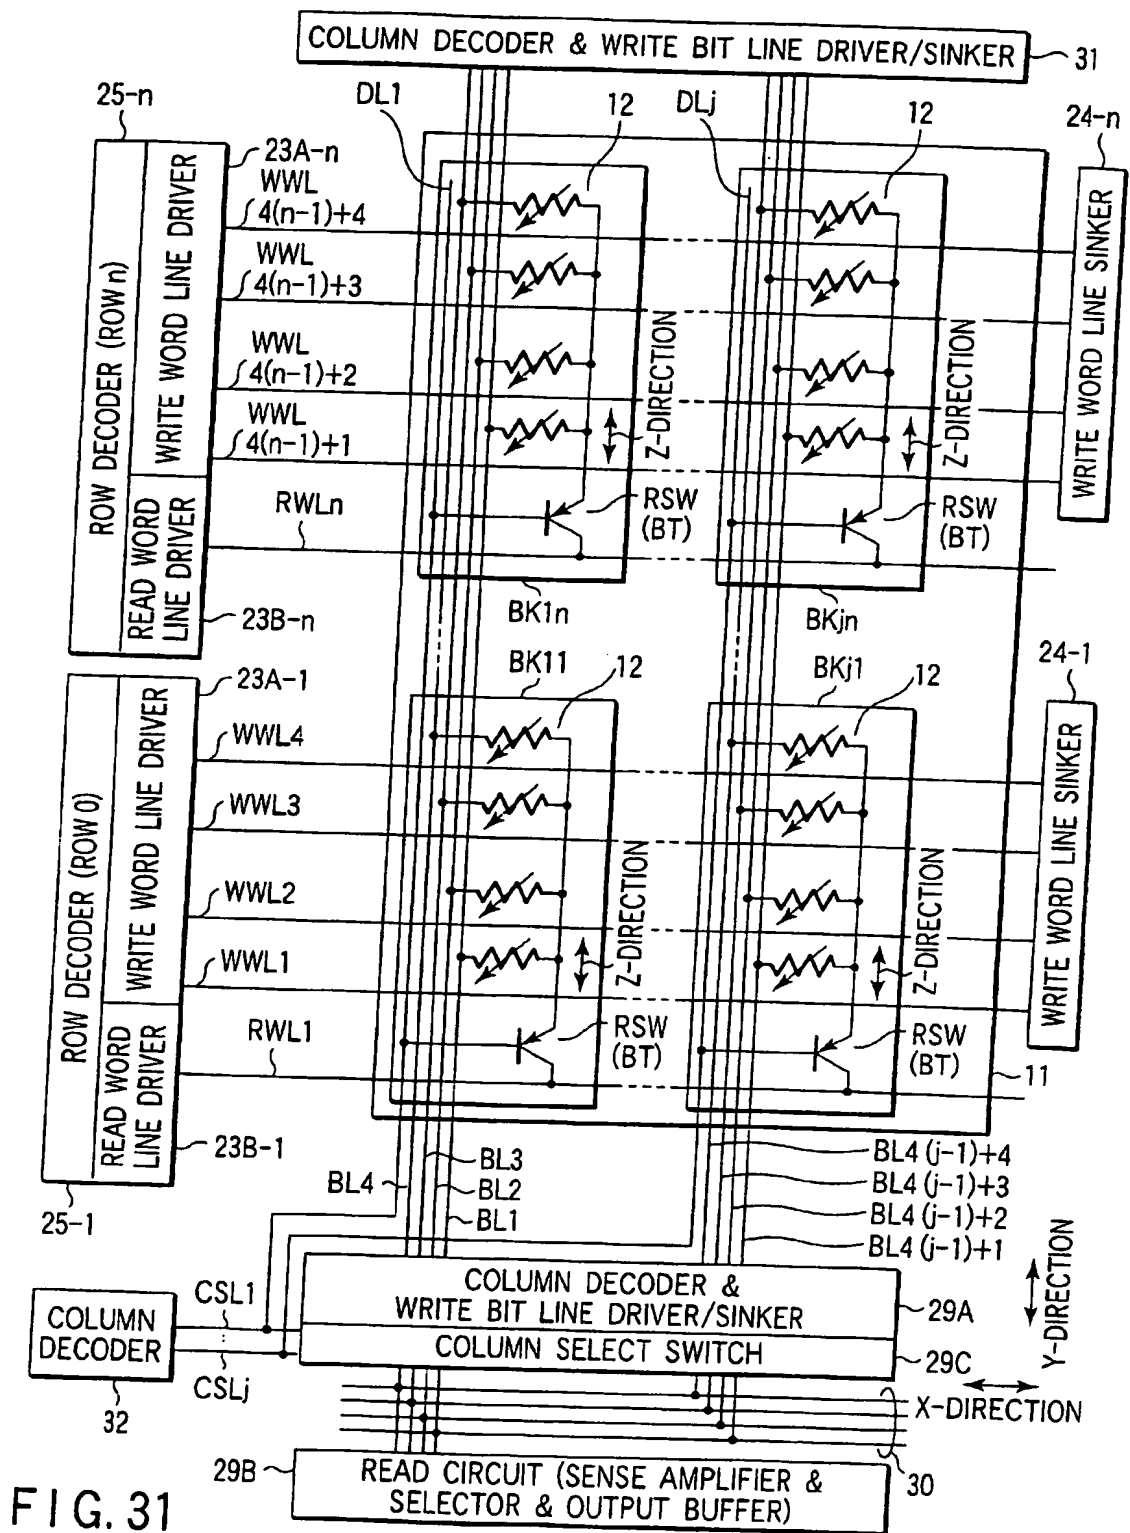 COLUMN DECODER & WRITE BIT LINE DRIVER/SINKER
31
25-n
DL1
12
DLj
12
24-n
23A-n
ROW DECODER (ROW n)
WRITE WORD LINE DRIVER
READ WORD
LINE DRIVER
WWL
4(n-1)+4
WWL
4(n-1)+3
WWL
4(n-1)+2
WWL
4(n-1)+1
RWLn
23B-n
Z-DIRECTION
Z-DIRECTION
WRITE WORD LINE SINKER
RSW
(BT)
RSW
(BT)
BK1n
BKjn
BK11
12
BKj1
12
24-1
23A-1
ROW DECODER (ROW 0)
WRITE WORD LINE DRIVER
READ WORD
LINE DRIVER
WWL4
WWL3
WWL2
WWL1
RWL1
23B-1
25-1
Z-DIRECTION
Z-DIRECTION
WRITE WORD LINE SINKER
RSW
(BT)
RSW
(BT)
11
BL4
BL3
BL2
BL1
BL4(j-1)+4
BL4(j-1)+3
BL4(j-1)+2
BL4(j-1)+1
COLUMN
DECODER
32
CSL1
CSLj
COLUMN DECODER &
WRITE BIT LINE DRIVER/SINKER
29A
COLUMN SELECT SWITCH
29C
Y-DIRECTION
X-DIRECTION
30
29B
READ CIRCUIT (SENSE AMPLIFIER &
SELECTOR & OUTPUT BUFFER)
FIG. 31